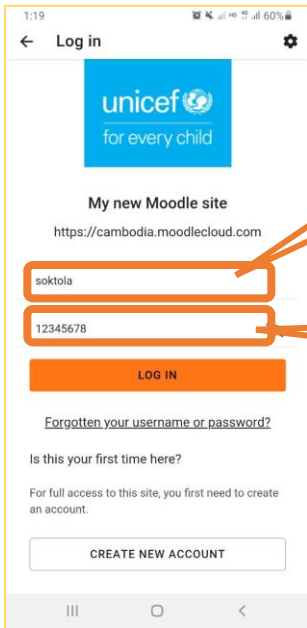 1:19
60%
Log in
unicef
for every child
My new Moodle site
https://cambodia.moodlecloud.com
soktola
12345678
LOG IN
Forgotten your username or password?
Is this your first time here?
For full access to this site, you first need to create
an account.
CREATE NEW ACCOUNT